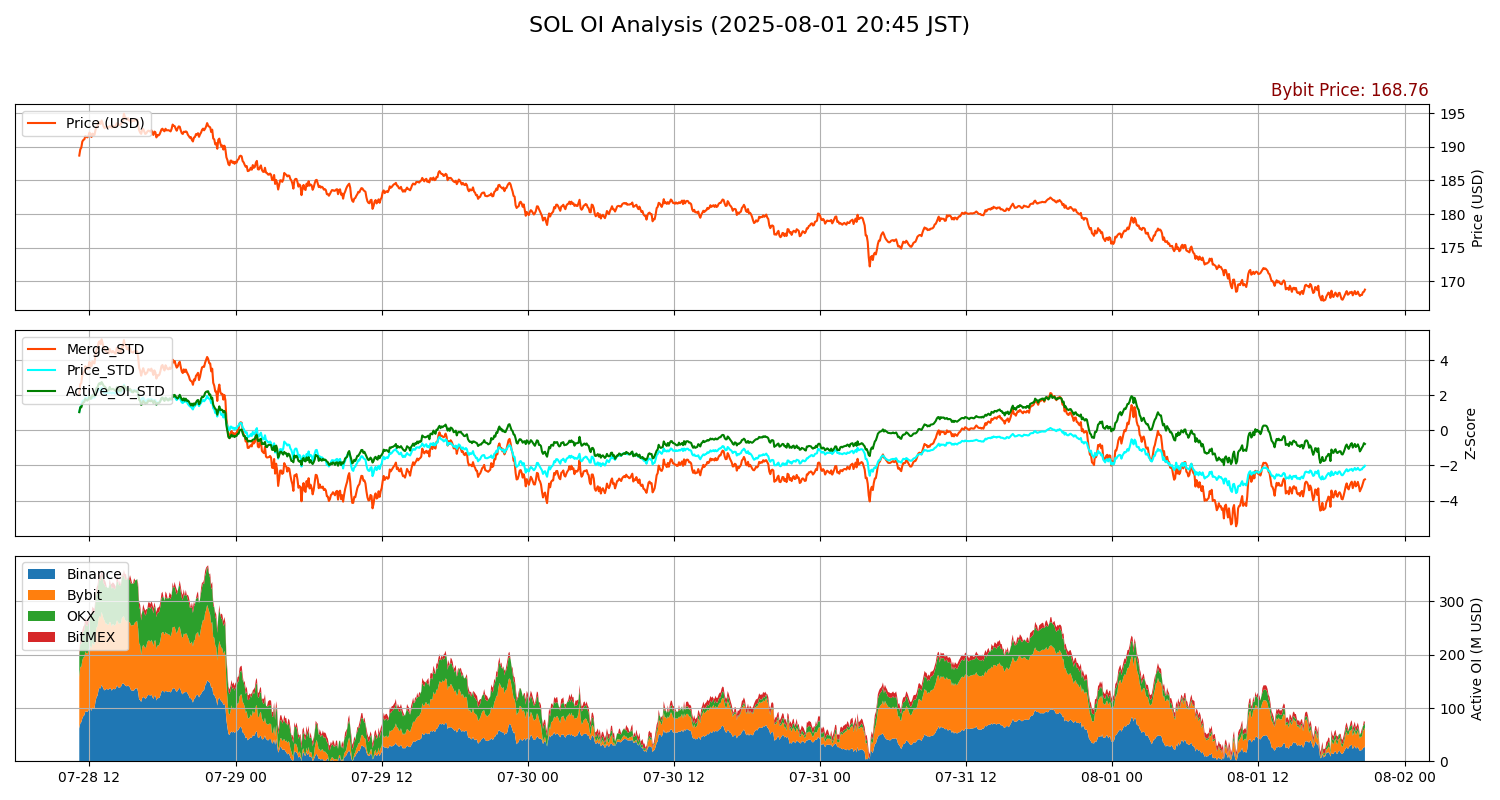 SOL OI Analysis (2025-08-01 20:45 JST)
Bybit Price: 168.76
Price (USD)
195
190
185
180
175
170
Price (USD)
Merge_STD
Price_STD
Active_OI_STD
4
2
0
−2
−4
Z-Score
Binance
Bybit
OKX
BitMEX
300
200
100
0
Active OI (M USD)
07-28 12
07-29 00
07-29 12
07-30 00
07-30 12
07-31 00
07-31 12
08-01 00
08-01 12
08-02 00